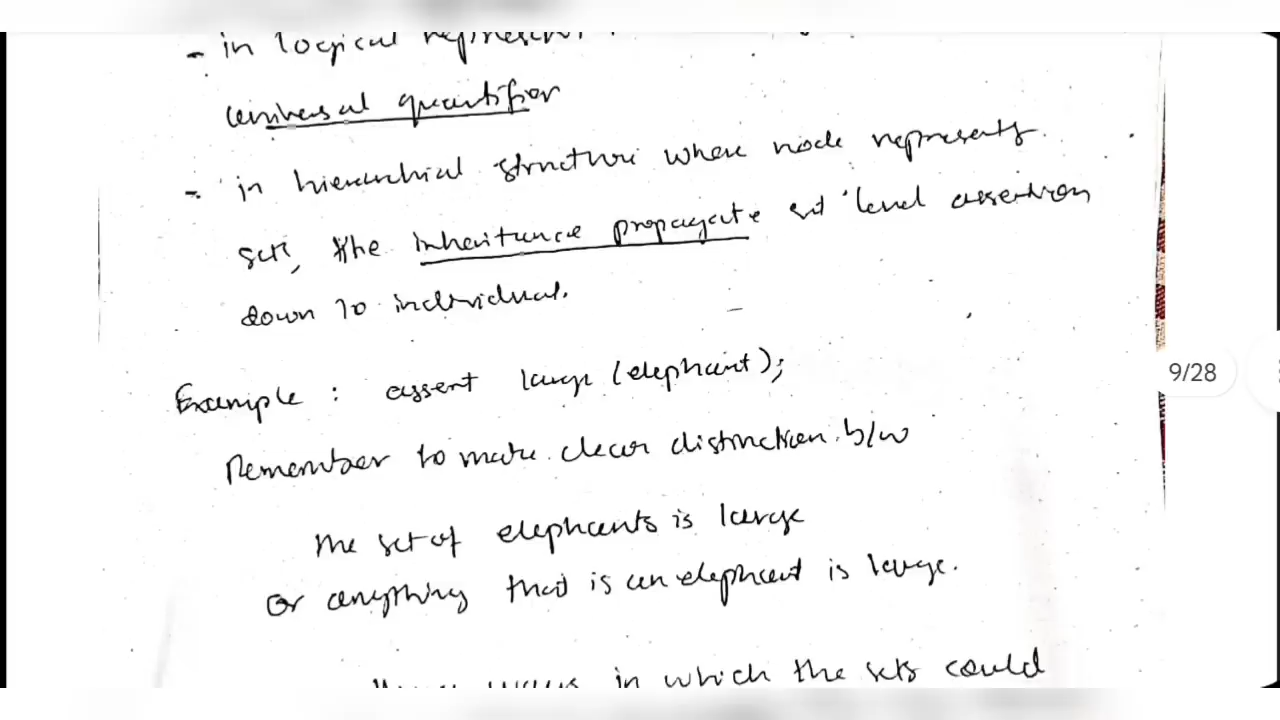 - in logical
universal quantifier
- in hierarchial structure where node represents
sets, the inheritance propagate set level assertion
down to individual.
Example : assert large (elephant);
Remember to make clear distinction b/w
the set of elephants is large
or anything that is an elephant is large.
in which the sets could
9/28